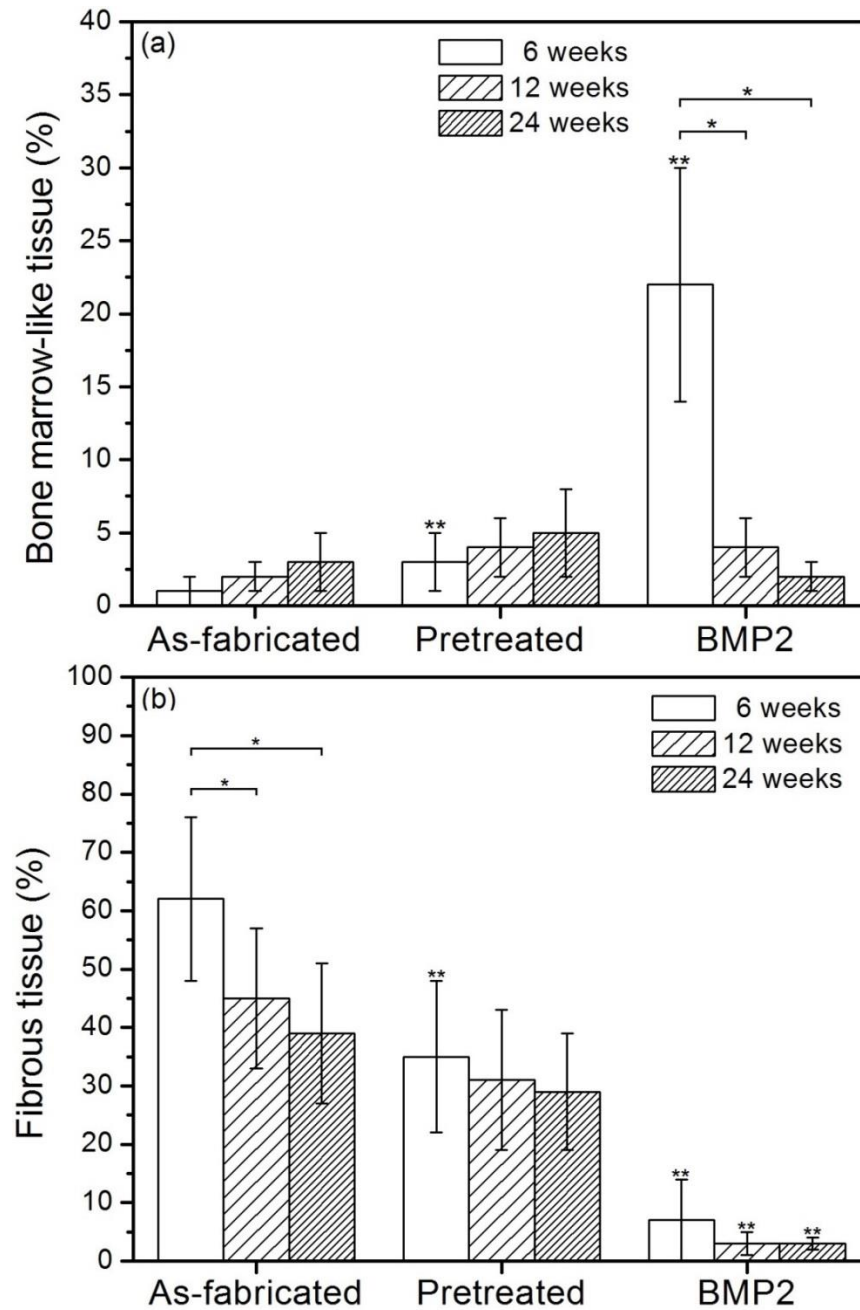 (a)
6 weeks
12 weeks
24 weeks
Bone marrow-like tissue (%)
40
35
30
25
20
15
10
5
0
*
*
**
**
As-fabricated Pretreated BMP2
(b)
6 weeks
12 weeks
24 weeks
Fibrous tissue (%)
100
90
80
70
60
50
40
30
20
10
0
*
*
**
**
**
**
As-fabricated Pretreated BMP2